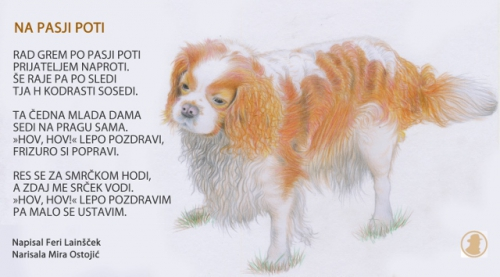 NA PASJI POTI
RAD GREM PO PASJI POTI
PRIJATELJEM NAPROTI.
ŠE RAJE PA PO SLEDI
TJA H KODRASTI SOSEDI.
TA ČEDNA MLADA DAMA
SEDI NA PRAGU SAMA.
»HOV, HOV!« LEPO POZDRAVI,
FRIZURO SI POPRAVI.
RES SE ZA SMRČKOM HODI,
A ZDAJ ME SRČEK VODI.
»HOV, HOV!« LEPO POZDRAVIM
PA MALO SE USTAVIM.
Napisal Feri Lainšček
Narisala Mira Ostojić